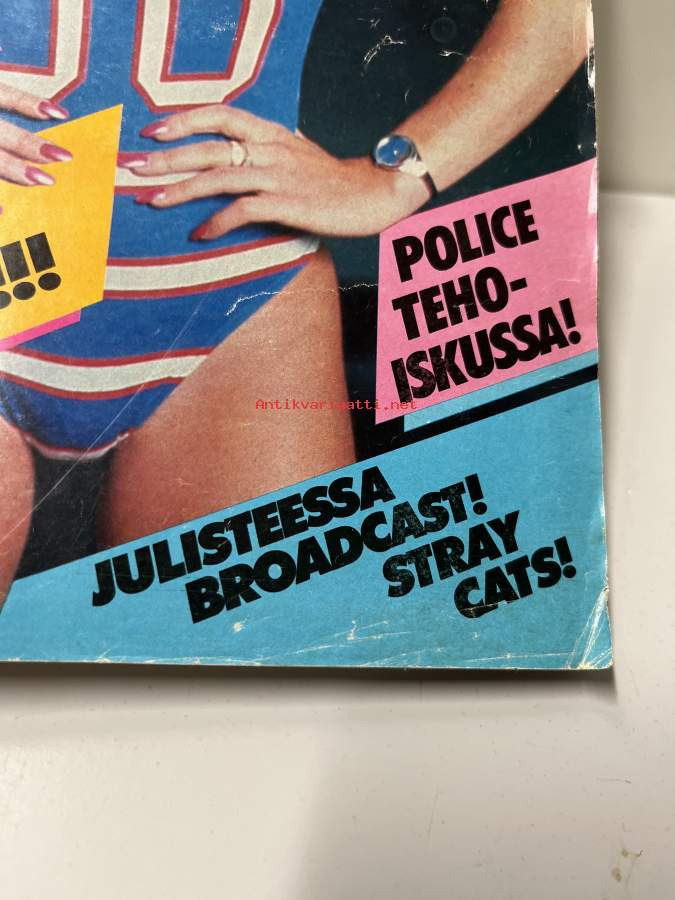 !!!
POLICE
TEHO-
ISKUSSA!
Antikvariaatti.net
JULISTEESSA
BROADCAST!
STRAY
CATS!